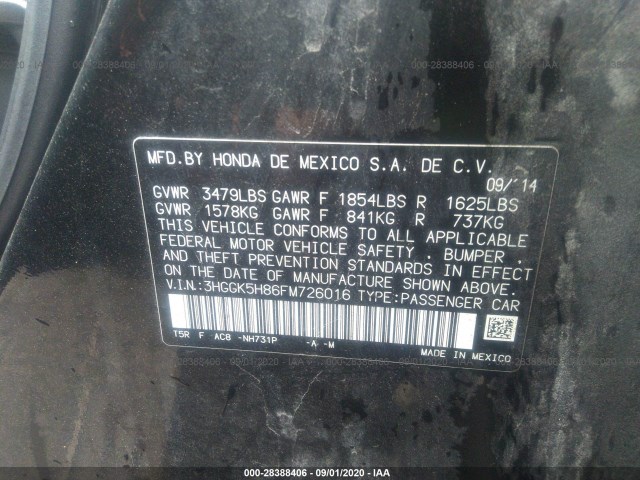 000-28388406 - 09/01/2020 - IAA
MFD.BY HONDA DE MEXICO S.A. DE C.V.
09/'14
GVWR 3479LBS GAWR F 1854LBS R 1625LBS
GVWR 1578KG GAWR F 841KG R 737KG
THIS VEHICLE CONFORMS TO ALL APPLICABLE
FEDERAL MOTOR VEHICLE SAFETY , BUMPER ,
AND THEFT PREVENTION STANDARDS IN EFFECT
ON THE DATE OF MANUFACTURE SHOWN ABOVE.
V.I.N.:3HGGK5H86FM726016 TYPE:PASSENGER CAR
T5R F AC8 -NH731P -A -M
MADE IN MEXICO
000-28388406 - 09/01/2020 - IAA